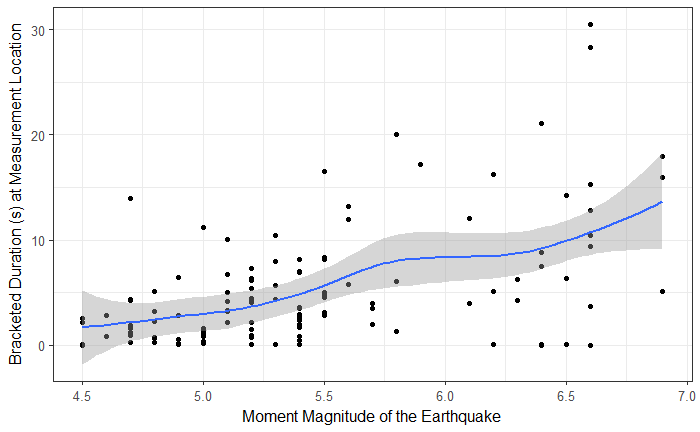 Bracketed Duration (s) at Measurement Location
30
20
10
0
4.5 5.0 5.5 6.0 6.5 7.0
Moment Magnitude of the Earthquake